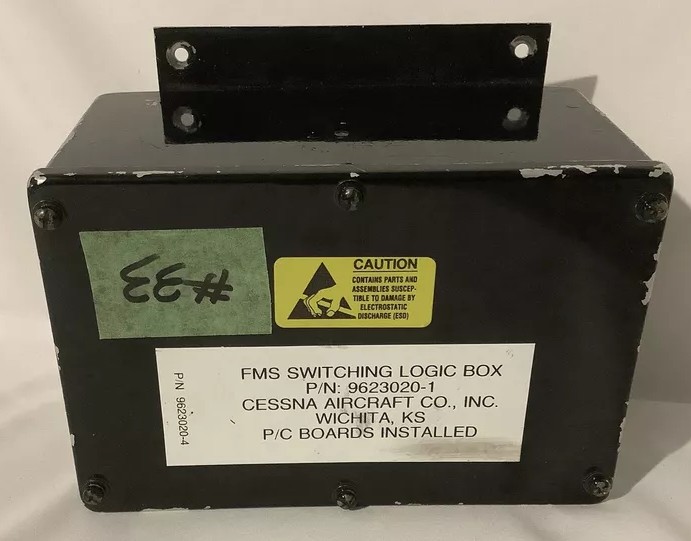 #33
CAUTION
CONTAINS PARTS AND
ASSEMBLIES SUSCEP-
TIBLE TO DAMAGE BY
ELECTROSTATIC
DISCHARGE (ESD)
P/N 9623020-4
FMS SWITCHING LOGIC BOX
P/N: 9623020-1
CESSNA AIRCRAFT CO., INC.
WICHITA, KS
P/C BOARDS INSTALLED